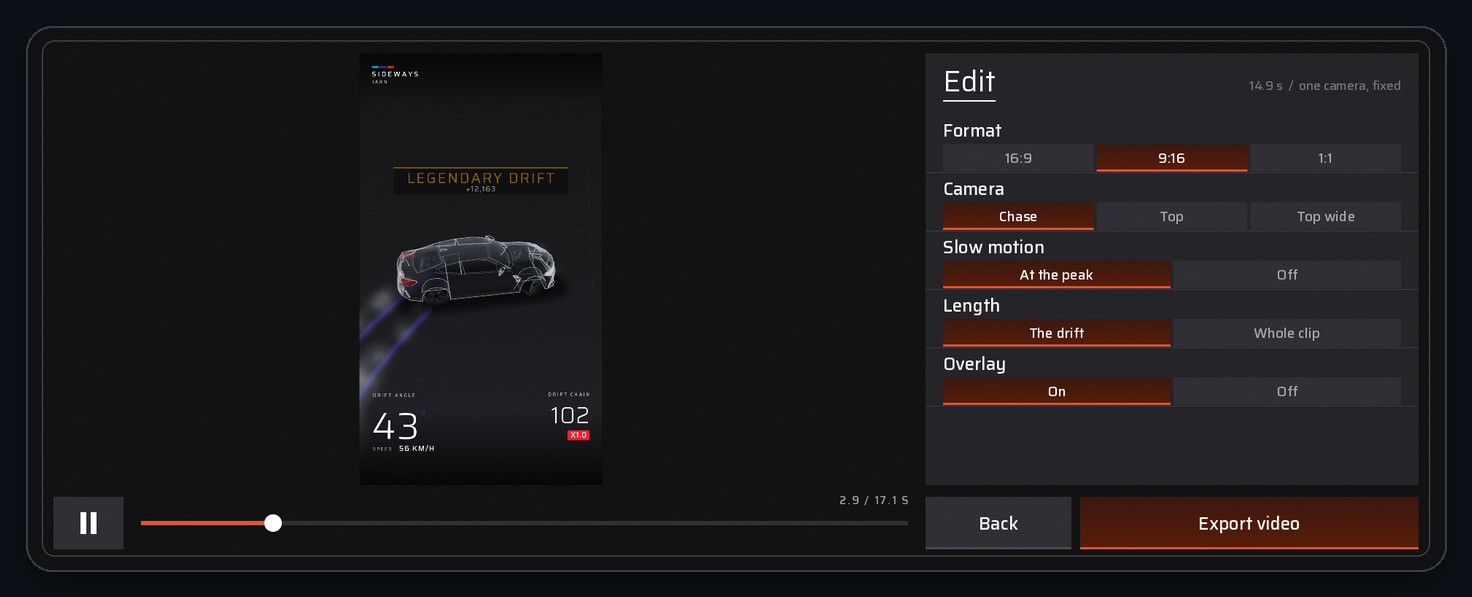 SIDEWAYS
JARN
LEGENDARY DRIFT
+12,163
DRIFT ANGLE
43°
SPEED 56 KM/H
DRIFT CHAIN
102
X1.0
2.9 / 17.1 S
Edit
14.9 s / one camera, fixed
Format
16:9 9:16 1:1
Camera
Chase Top Top wide
Slow motion
At the peak Off
Length
The drift Whole clip
Overlay
On Off
Back Export video